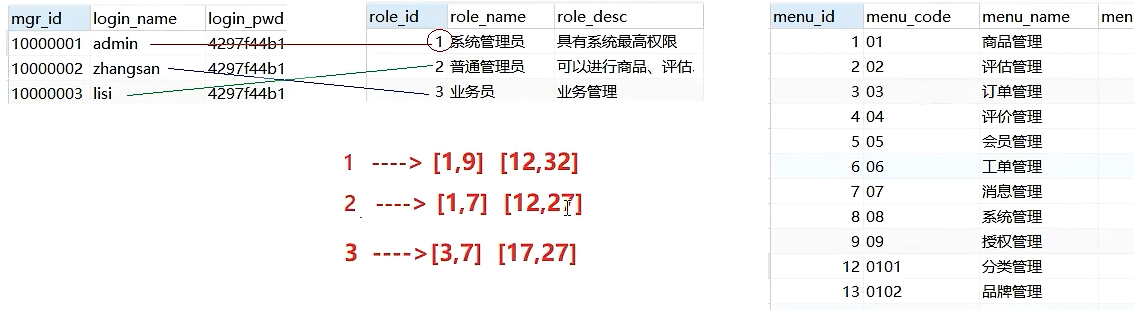 mgr_id login_name login_pwd
10000001 admin 4297f44b1
10000002 zhangsan 4297f44b1
10000003 lisi 4297f44b1
role_id role_name role_desc
1 系统管理员 具有系统最高权限
2 普通管理员 可以进行商品、评估.
3 业务员 业务管理
1 ----> [1,9] [12,32]
2 ----> [1,7] [12,27]
3 ---->[3,7] [17,27]
menu_id menu_code menu_name men
1 01 商品管理
2 02 评估管理
3 03 订单管理
4 04 评价管理
5 05 会员管理
6 06 工单管理
7 07 消息管理
8 08 系统管理
9 09 授权管理
12 0101 分类管理
13 0102 品牌管理